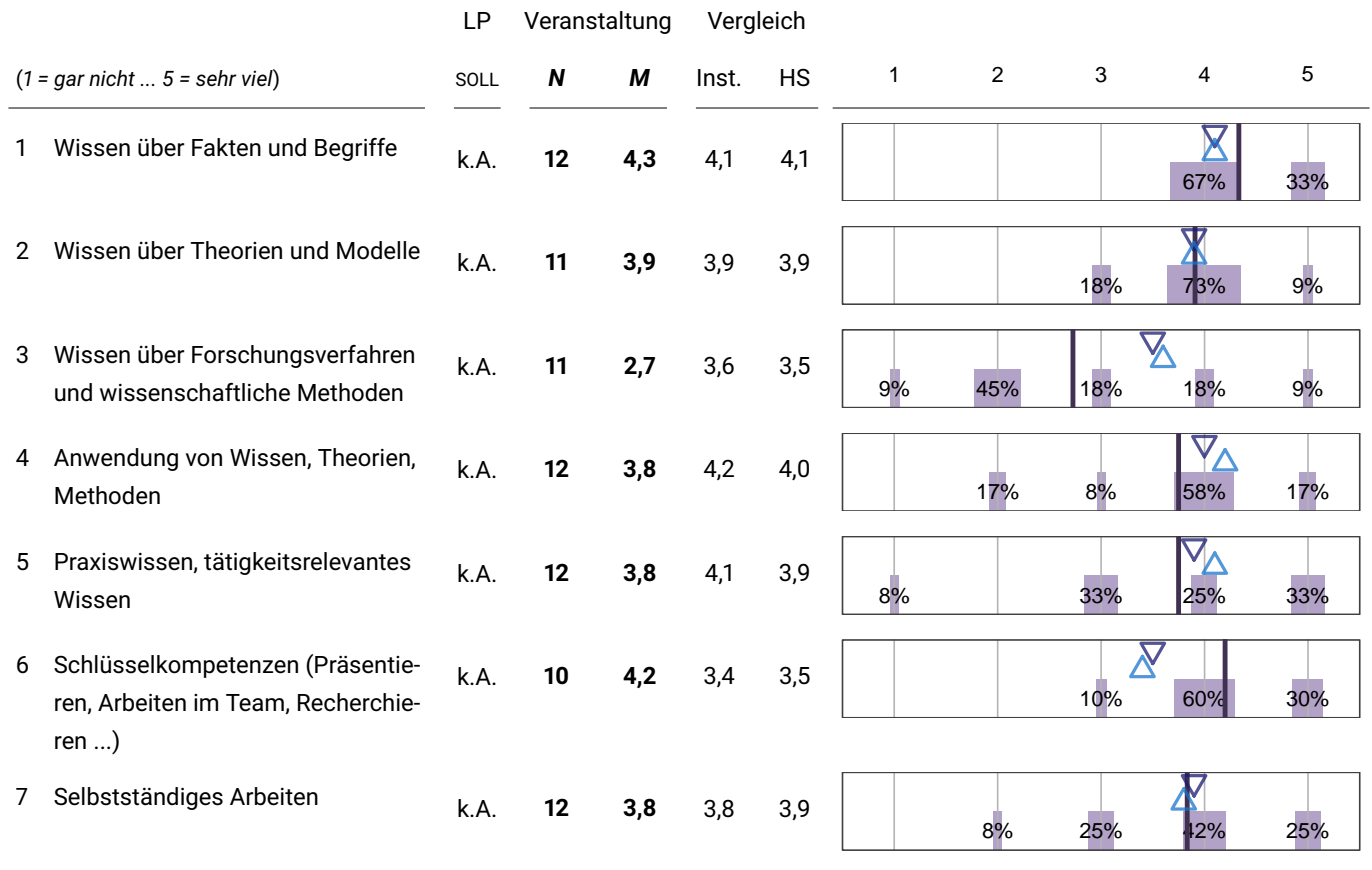 LP Veranstaltung Vergleich
(1 = gar nicht ... 5 = sehr viel) SOLL N M Inst. HS 1 2 3 4 5
1 Wissen über Fakten und Begriffe k.A. 12 4,3 4,1 4,1
67% 33%
2 Wissen über Theorien und Modelle k.A. 11 3,9 3,9 3,9
18% 73% 9%
3 Wissen über Forschungsverfahren
und wissenschaftliche Methoden
k.A. 11 2,7 3,6 3,5
9% 45% 18% 18% 9%
4 Anwendung von Wissen, Theorien,
Methoden
k.A. 12 3,8 4,2 4,0
17% 8% 58% 17%
5 Praxiswissen, tätigkeitsrelevantes
Wissen
k.A. 12 3,8 4,1 3,9
8% 33% 25% 33%
6 Schlüsselkompetenzen (Präsentie-
ren, Arbeiten im Team, Recherchie-
ren ...)
k.A. 10 4,2 3,4 3,5
10% 60% 30%
7 Selbstständiges Arbeiten k.A. 12 3,8 3,8 3,9
8% 25% 42% 25%